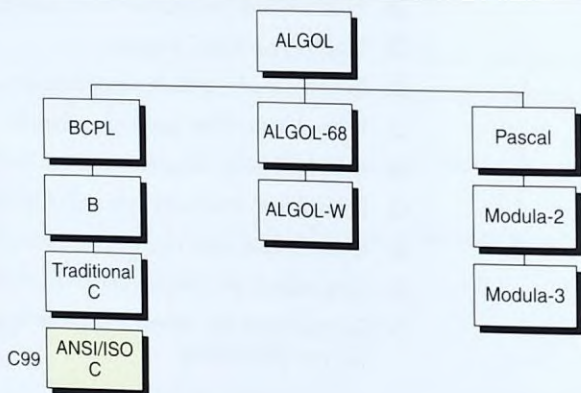 ALGOL
BCPL
ALGOL-68
Pascal
B
ALGOL-W
Modula-2
Traditional
C
Modula-3
C99
ANSI/ISO
C